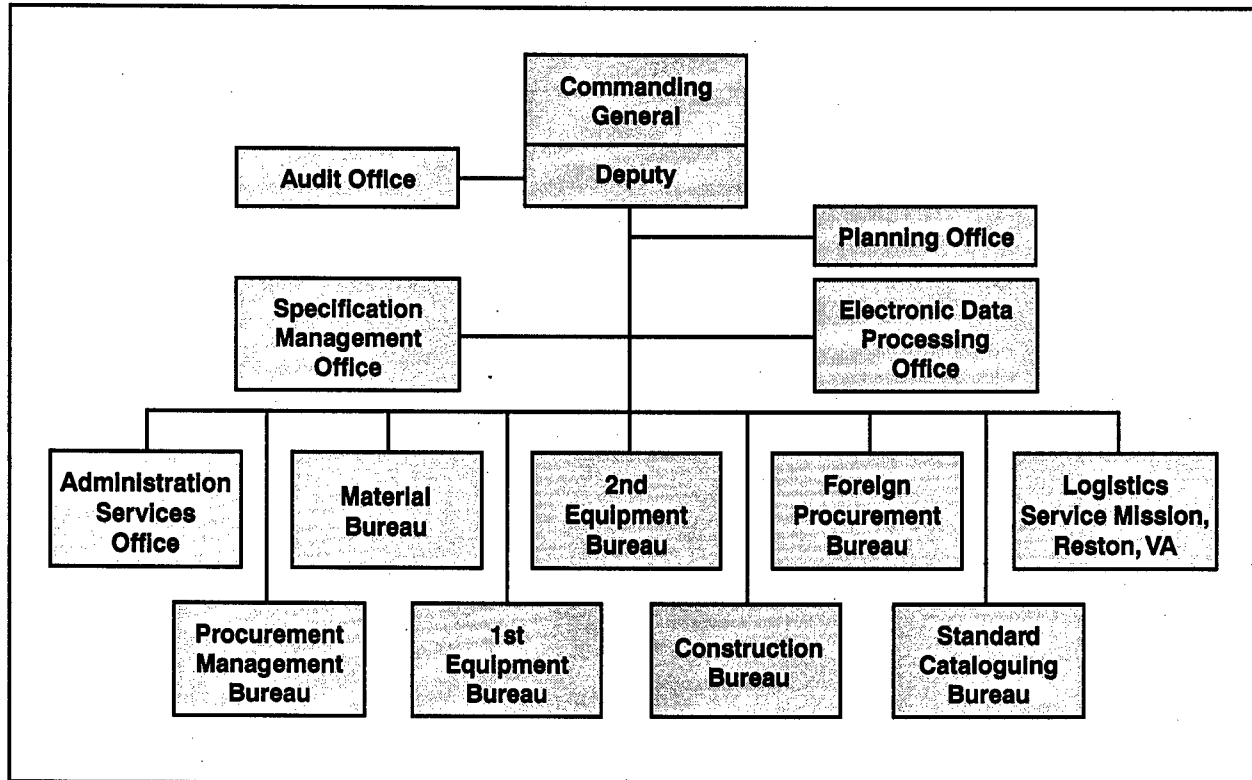 Commanding
General
Deputy
Audit Office
Planning Office
Specification
Management
Office
Electronic Data
Processing
Office
Administration
Services
Office
Material
Bureau
2nd
Equipment
Bureau
Foreign
Procurement
Bureau
Logistics
Service Mission,
Reston, VA
Procurement
Management
Bureau
1st
Equipment
Bureau
Construction
Bureau
Standard
Cataloguing
Bureau